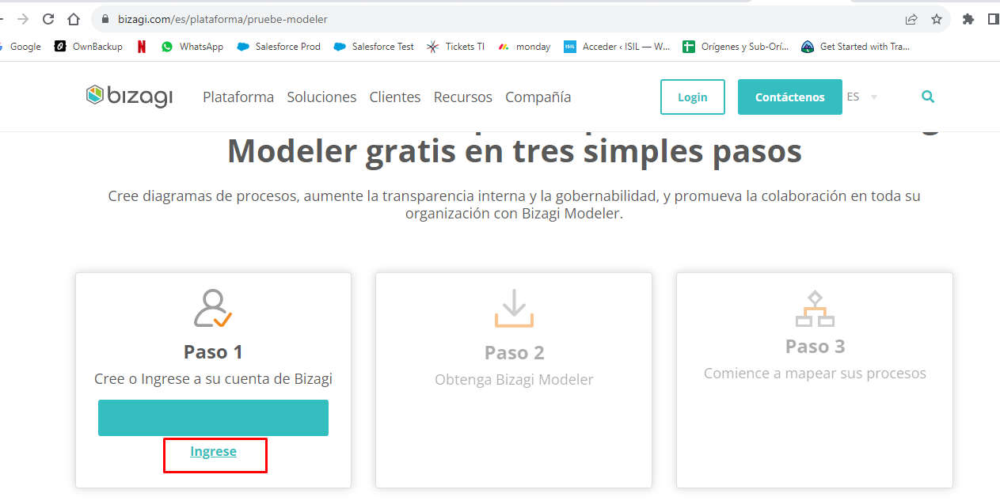 bizagi.com/es/plataforma/pruebe-modeler
Google OwnBackup WhatsApp Salesforce Prod Salesforce Test Tickets TI monday ISIL Acceder ‹ ISIL — W... Orígenes y Sub-Orí... Get Started with Tra...
bizagi Plataforma Soluciones Clientes Recursos Compañía Login Contáctenos ES
Modeler gratis en tres simples pasos
Cree diagramas de procesos, aumente la transparencia interna y la gobernabilidad, y promueva la colaboración en toda su
organización con Bizagi Modeler.
Paso 1
Cree o Ingrese a su cuenta de Bizagi
Ingrese
Paso 2
Obtenga Bizagi Modeler
Paso 3
Comience a mapear sus procesos